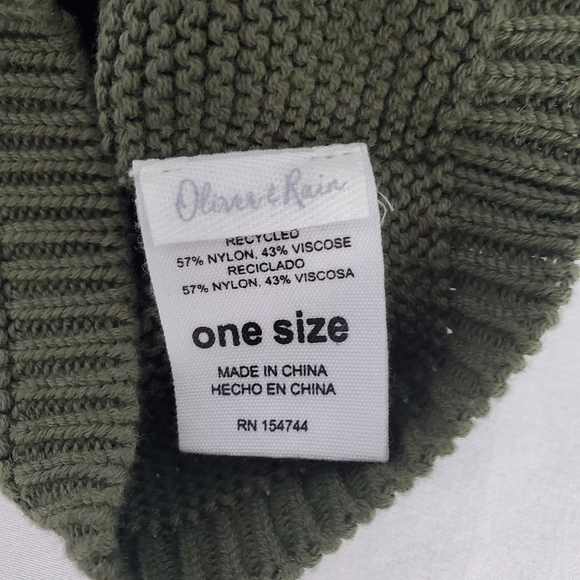 Oliver & Rain
RECYCLED
57% NYLON, 43% VISCOSE
RECICLADO
57% NYLON, 43% VISCOSA
one size
MADE IN CHINA
HECHO EN CHINA
RN 154744